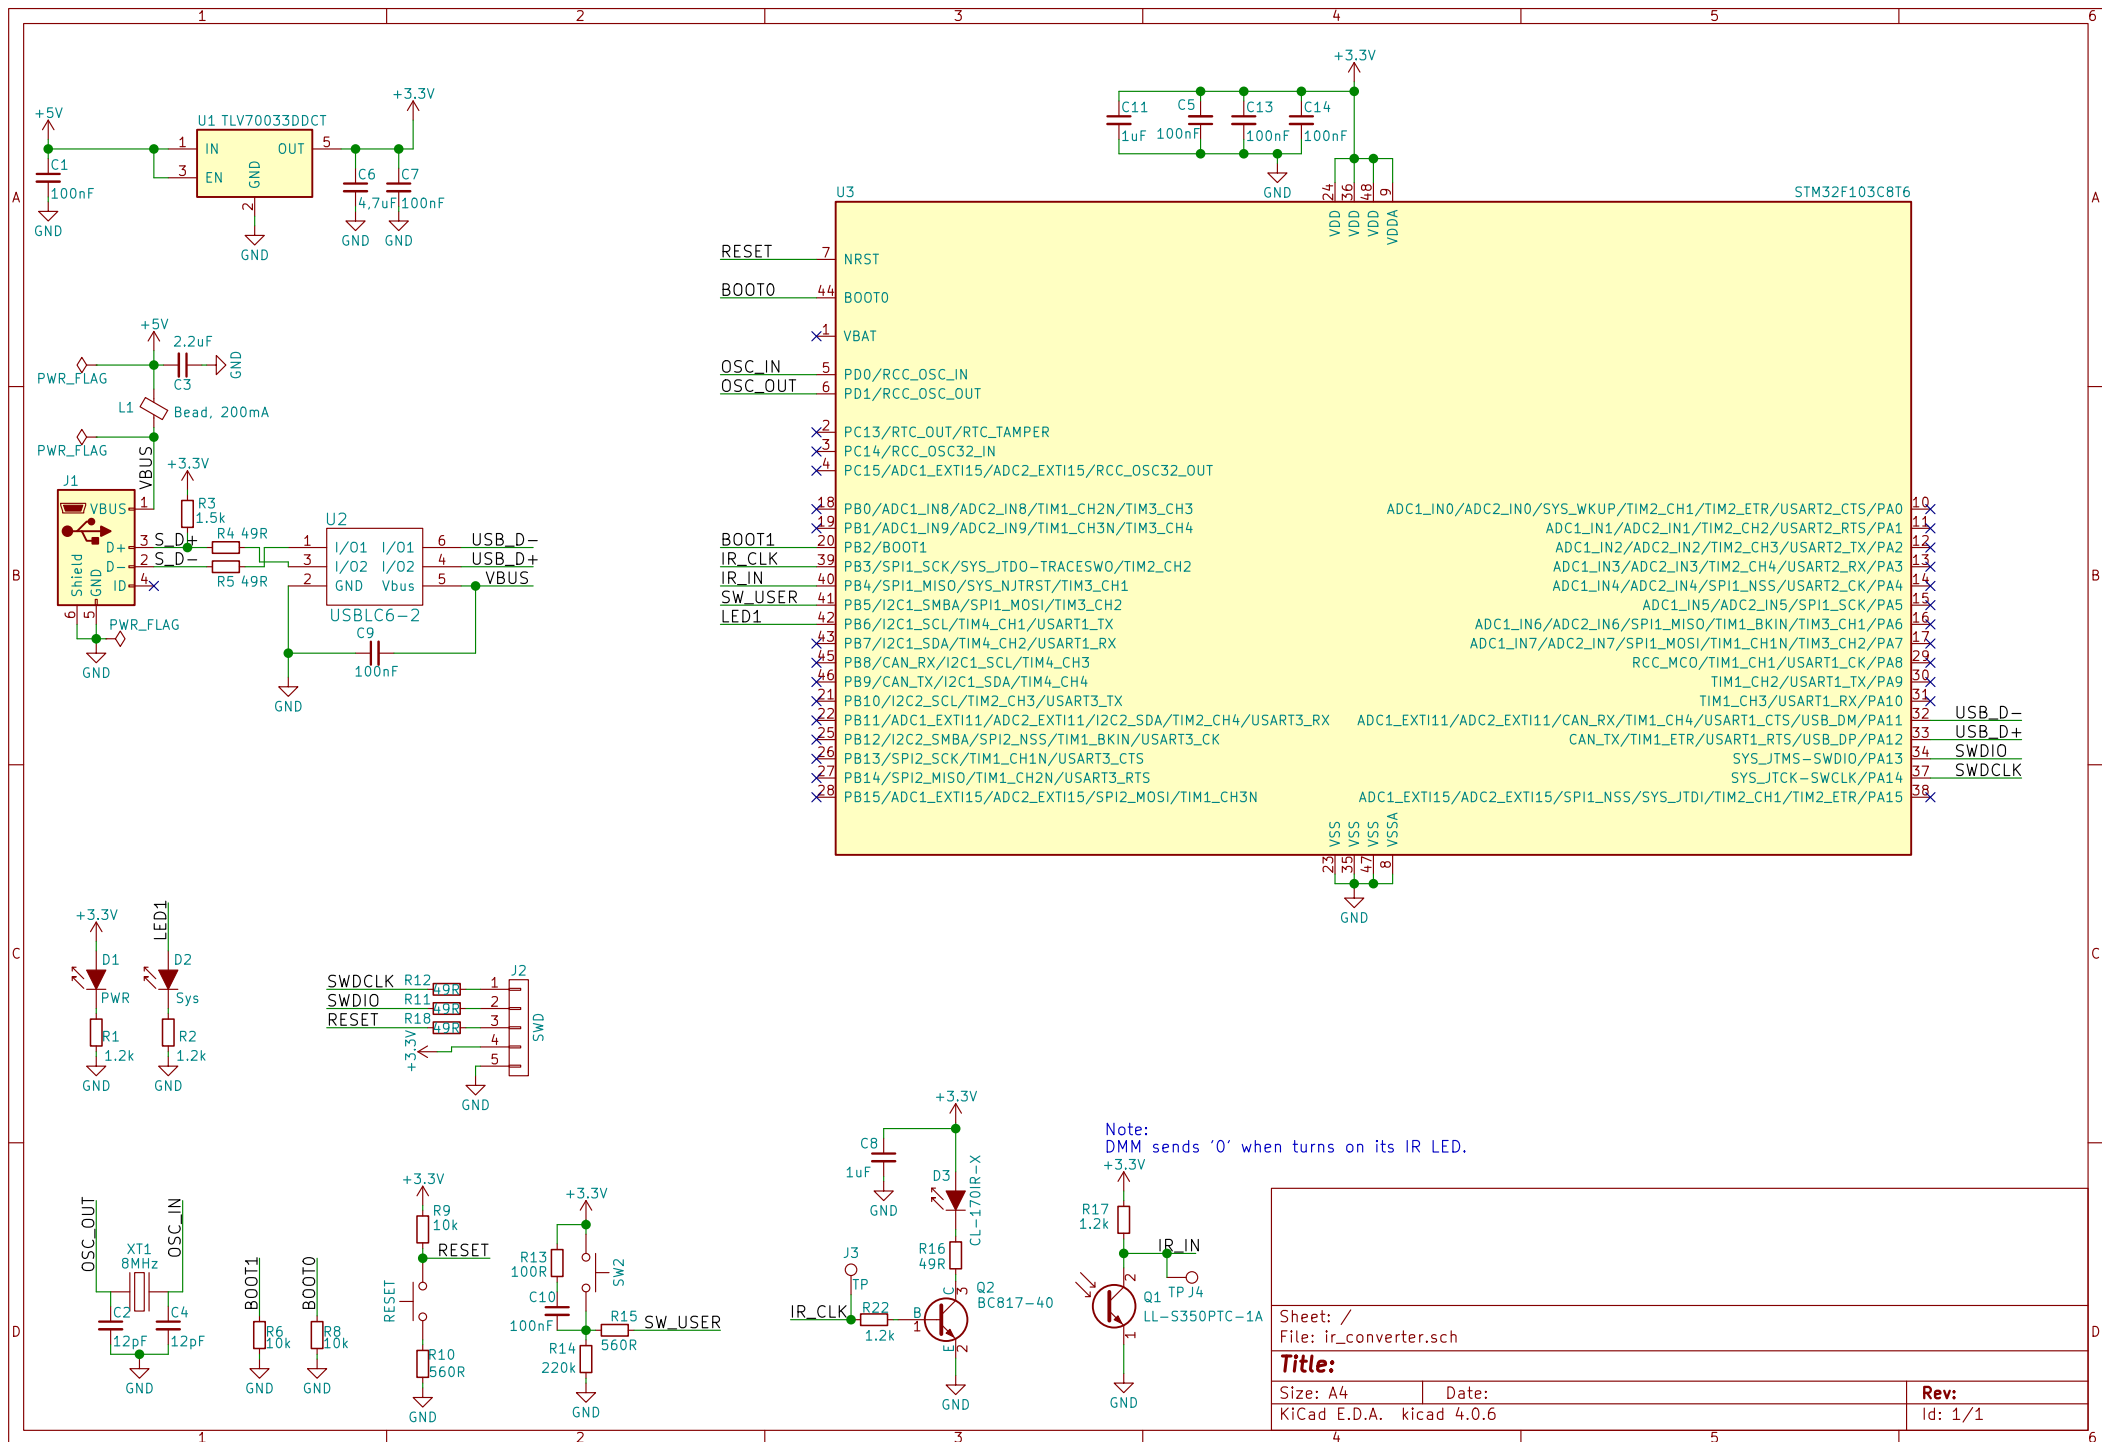 1 2 3 4 5 6
A
B
C
D
+5V
U1 TLV70033DDCT
+3.3V
1 IN
OUT 5
3 EN
GND
2
C1
100nF
GND
C6
4,7uF
GND
C7
100nF
GND
GND
+3.3V
C11
1uF
C5
100nF
C13
100nF
C14
100nF
GND
+5V
2.2uF
C3
GND
PWR_FLAG
L1
Bead, 200mA
PWR_FLAG
VBUS
+3.3V
R3
1.5k
J1
VBUS 1
D+ 3 S_D+
D- 2 S_D-
ID 4
Shield
GND
6
5
PWR_FLAG
GND
R4 49R
R5 49R
U2
1 I/O1 I/O1 6 USB_D-
3 I/O2 I/O2 4 USB_D+
2 GND Vbus 5 VBUS
USBLC6-2
C9
100nF
GND
U3
STM32F103C8T6
24 VDD
36 VDD
48 VDD
9 VDDA
RESET 7 NRST
BOOT0 44 BOOT0
1 VBAT
OSC_IN 5 PD0/RCC_OSC_IN
OSC_OUT 6 PD1/RCC_OSC_OUT
2 PC13/RTC_OUT/RTC_TAMPER
3 PC14/RCC_OSC32_IN
4 PC15/ADC1_EXTI15/ADC2_EXTI15/RCC_OSC32_OUT
18 PB0/ADC1_IN8/ADC2_IN8/TIM1_CH2N/TIM3_CH3
19 PB1/ADC1_IN9/ADC2_IN9/TIM1_CH3N/TIM3_CH4
BOOT1 20 PB2/BOOT1
IR_CLK 39 PB3/SPI1_SCK/SYS_JTDO-TRACESWO/TIM2_CH2
IR_IN 40 PB4/SPI1_MISO/SYS_NJTRST/TIM3_CH1
SW_USER 41 PB5/I2C1_SMBA/SPI1_MOSI/TIM3_CH2
LED1 42 PB6/I2C1_SCL/TIM4_CH1/USART1_TX
43 PB7/I2C1_SDA/TIM4_CH2/USART1_RX
45 PB8/CAN_RX/I2C1_SCL/TIM4_CH3
46 PB9/CAN_TX/I2C1_SDA/TIM4_CH4
21 PB10/I2C2_SCL/TIM2_CH3/USART3_TX
22 PB11/ADC1_EXTI11/ADC2_EXTI11/I2C2_SDA/TIM2_CH4/USART3_RX
25 PB12/I2C2_SMBA/SPI2_NSS/TIM1_BKIN/USART3_CK
26 PB13/SPI2_SCK/TIM1_CH1N/USART3_CTS
27 PB14/SPI2_MISO/TIM1_CH2N/USART3_RTS
28 PB15/ADC1_EXTI15/ADC2_EXTI15/SPI2_MOSI/TIM1_CH3N
ADC1_IN0/ADC2_IN0/SYS_WKUP/TIM2_CH1/TIM2_ETR/USART2_CTS/PA0 10
ADC1_IN1/ADC2_IN1/TIM2_CH2/USART2_RTS/PA1 11
ADC1_IN2/ADC2_IN2/TIM2_CH3/USART2_TX/PA2 12
ADC1_IN3/ADC2_IN3/TIM2_CH4/USART2_RX/PA3 13
ADC1_IN4/ADC2_IN4/SPI1_NSS/USART2_CK/PA4 14
ADC1_IN5/ADC2_IN5/SPI1_SCK/PA5 15
ADC1_IN6/ADC2_IN6/SPI1_MISO/TIM1_BKIN/TIM3_CH1/PA6 16
ADC1_IN7/ADC2_IN7/SPI1_MOSI/TIM1_CH1N/TIM3_CH2/PA7 17
RCC_MCO/TIM1_CH1/USART1_CK/PA8 29
TIM1_CH2/USART1_TX/PA9 30
TIM1_CH3/USART1_RX/PA10 31
ADC1_EXTI11/ADC2_EXTI11/CAN_RX/TIM1_CH4/USART1_CTS/USB_DM/PA11 32 USB_D-
CAN_TX/TIM1_ETR/USART1_RTS/USB_DP/PA12 33 USB_D+
SYS_JTMS-SWDIO/PA13 34 SWDIO
SYS_JTCK-SWCLK/PA14 37 SWDCLK
ADC1_EXTI15/ADC2_EXTI15/SPI1_NSS/SYS_JTDI/TIM2_CH1/TIM2_ETR/PA15 38
23 VSS
35 VSS
47 VSS
8 VSSA
GND
+3.3V
D1
PWR
R1
1.2k
GND
LED1
D2
Sys
R2
1.2k
GND
J2
SWDCLK R12 49R 1
SWDIO R11 49R 2
RESET R18 49R 3
+3.3V 4
5
SWD
GND
OSC_OUT
OSC_IN
XT1
8MHz
C2
12pF
C4
12pF
GND
BOOT1
R6
10k
GND
BOOT0
R8
10k
GND
+3.3V
R9
10k
RESET
RESET
R10
560R
GND
+3.3V
R13
100R
SW2
C10
100nF
R15
560R
SW_USER
R14
220k
GND
+3.3V
C8
1uF
GND
D3
CL-170IR-X
R16
49R
J3
TP
IR_CLK
R22
1.2k
B
1
C
3
E
2
Q2
BC817-40
GND
Note:
DMM sends '0' when turns on its IR LED.
+3.3V
R17
1.2k
IR_IN
TP J4
2
Q1
LL-S350PTC-1A
1
GND
Sheet: /
File: ir_converter.sch
Title:
Size: A4 Date: Rev:
KiCad E.D.A. kicad 4.0.6 Id: 1/1
A
B
C
D
1 2 3 4 5 6